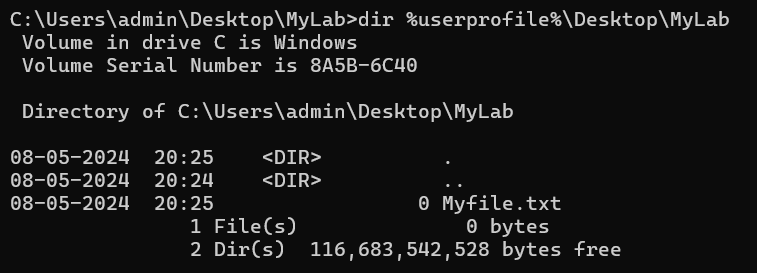 C:\Users\admin\Desktop\MyLab>dir %userprofile%\Desktop\MyLab
 Volume in drive C is Windows
 Volume Serial Number is 8A5B-6C40

 Directory of C:\Users\admin\Desktop\MyLab

08-05-2024  20:25    <DIR>          .
08-05-2024  20:24    <DIR>          ..
08-05-2024  20:25                 0 Myfile.txt
               1 File(s)              0 bytes
               2 Dir(s)  116,683,542,528 bytes free